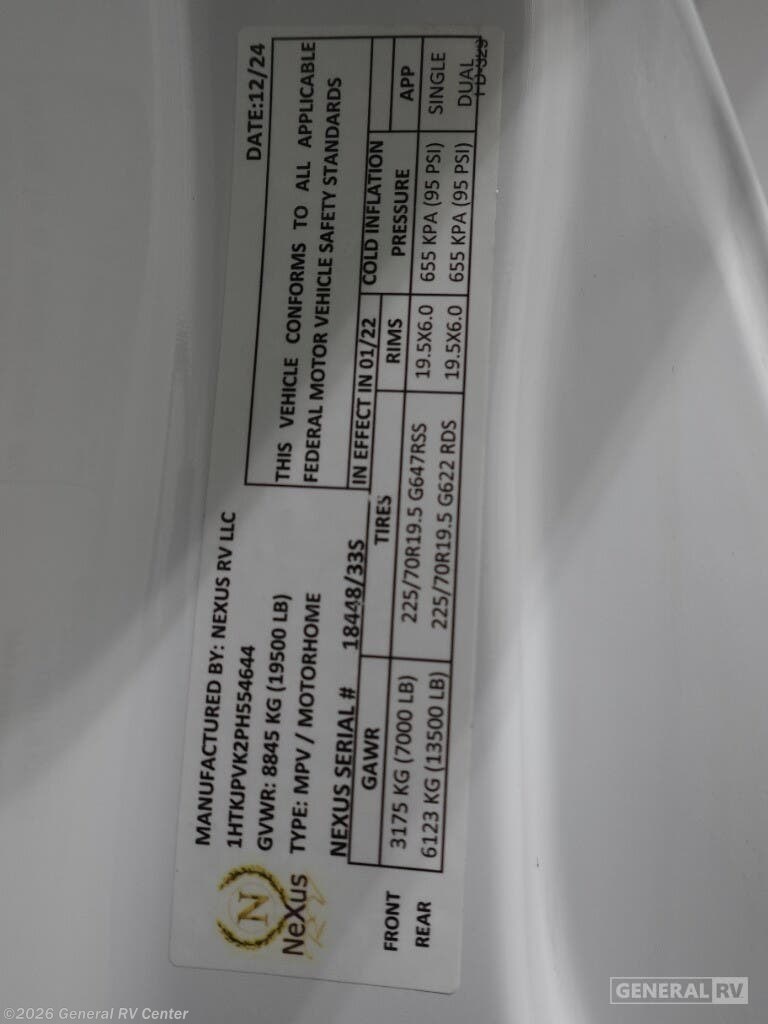 MANUFACTURED BY: NEXUS RV LLC
DATE:12/24
1HTKJPVK2PH554644
GVWR: 8845 KG (19500 LB)
TYPE: MPV / MOTORHOME
THIS VEHICLE CONFORMS TO ALL APPLICABLE
FEDERAL MOTOR VEHICLE SAFETY STANDARDS
N
NeXus
RV
NEXUS SERIAL # 18448/33S
IN EFFECT IN 01/22
GAWR TIRES RIMS COLD INFLATION PRESSURE APP
FRONT 3175 KG (7000 LB) 225/70R19.5 G647RSS 19.5X6.0 655 KPA (95 PSI) SINGLE
REAR 6123 KG (13500 LB) 225/70R19.5 G622 RDS 19.5X6.0 655 KPA (95 PSI) DUAL
©2026 General RV Center
GENERAL RV